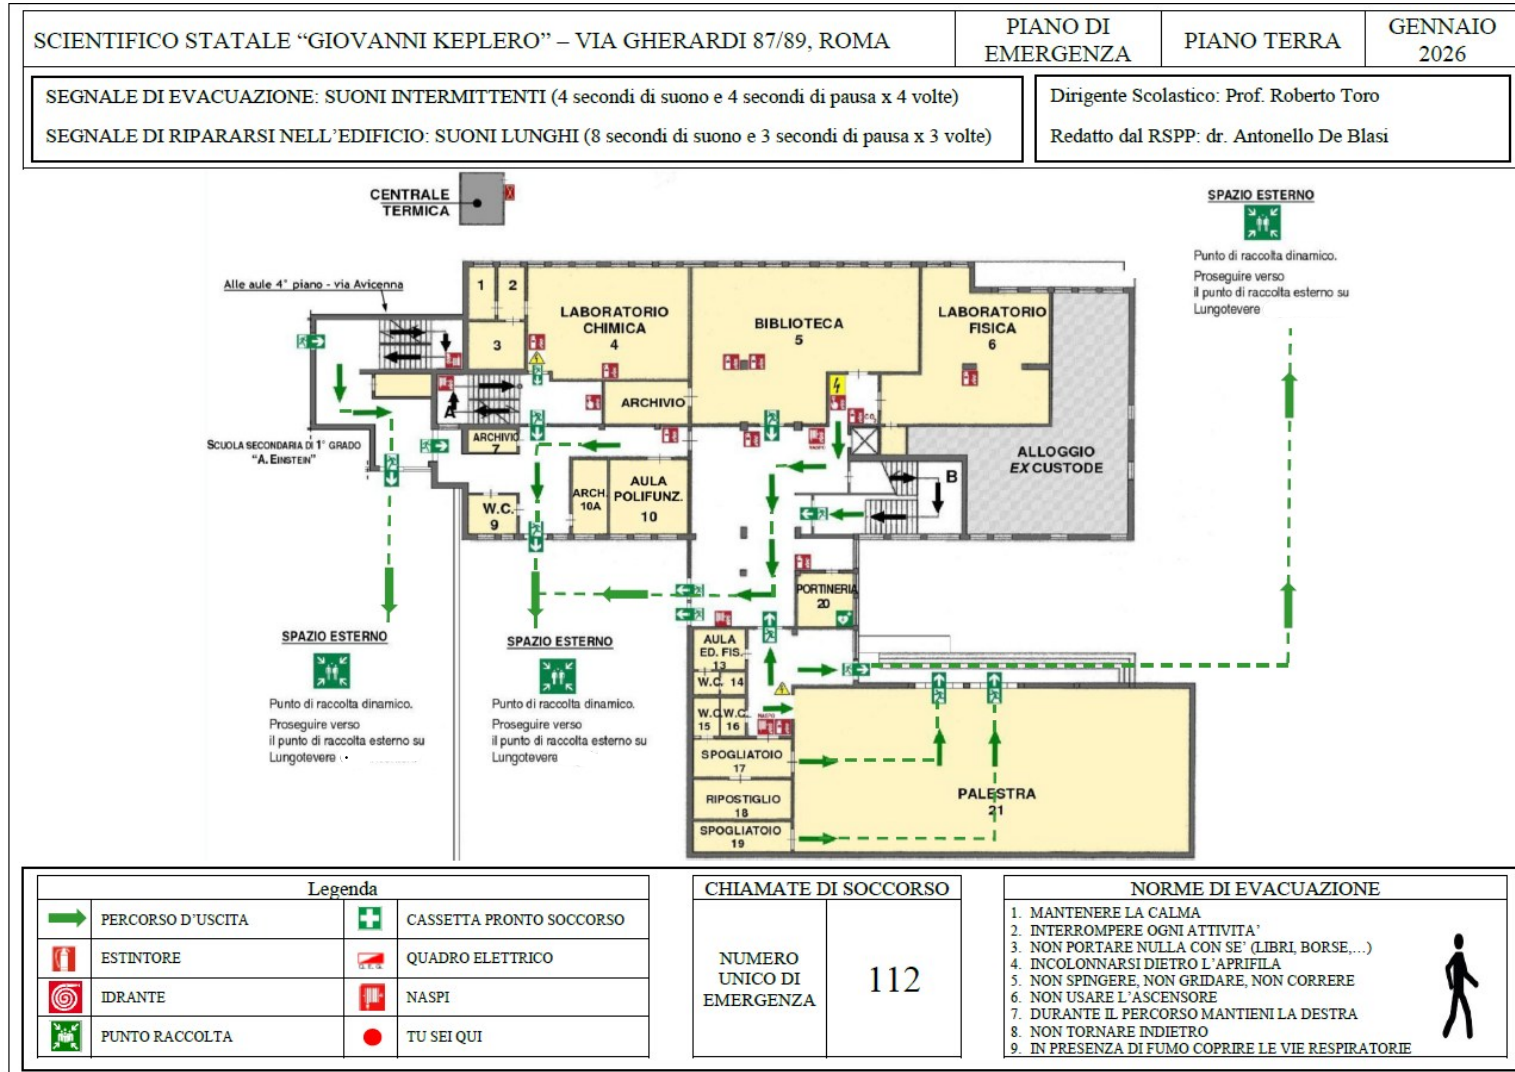 SCIENTIFICO STATALE “GIOVANNI KEPLERO” – VIA GHERARDI 87/89, ROMA
PIANO DI
EMERGENZA
PIANO TERRA
GENNAIO
2026
SEGNALE DI EVACUAZIONE: SUONI INTERMITTENTI (4 secondi di suono e 4 secondi di pausa x 4 volte)
SEGNALE DI RIPARARSI NELL’EDIFICIO: SUONI LUNGHI (8 secondi di suono e 3 secondi di pausa x 3 volte)
Dirigente Scolastico: Prof. Roberto Toro
Redatto dal RSPP: dr. Antonello De Blasi
CENTRALE
TERMICA
SPAZIO ESTERNO
Punto di raccolta dinamico.
Proseguire verso
il punto di raccolta esterno su
Lungotevere
Alle aule 4° piano - via Avicenna
1
2
3
LABORATORIO
CHIMICA
4
BIBLIOTECA
5
LABORATORIO
FISICA
6
ARCHIVIO
A
ARCHIVIO
7
SCUOLA SECONDARIA DI 1° GRADO
“A. EINSTEIN”
ALLOGGIO
EX CUSTODE
B
W.C.
9
ARCH.
10A
AULA
POLIFUNZ.
10
PORTINERIA
20
AULA
ED. FIS.
13
W.C. 14
W.C.
15
W.C.
16
SPOGLIATOIO
17
RIPOSTIGLIO
18
SPOGLIATOIO
19
PALESTRA
21
SPAZIO ESTERNO
Punto di raccolta dinamico.
Proseguire verso
il punto di raccolta esterno su
Lungotevere
SPAZIO ESTERNO
Punto di raccolta dinamico.
Proseguire verso
il punto di raccolta esterno su
Lungotevere
Legenda
PERCORSO D’USCITA
CASSETTA PRONTO SOCCORSO
ESTINTORE
QUADRO ELETTRICO
IDRANTE
NASPI
PUNTO RACCOLTA
TU SEI QUI
CHIAMATE DI SOCCORSO
NUMERO
UNICO DI
EMERGENZA
112
NORME DI EVACUAZIONE
1. MANTENERE LA CALMA
2. INTERROMPERE OGNI ATTIVITA’
3. NON PORTARE NULLA CON SE’ (LIBRI, BORSE,…)
4. INCOLONNARSI DIETRO L’APRIFILA
5. NON SPINGERE, NON GRIDARE, NON CORRERE
6. NON USARE L’ASCENSORE
7. DURANTE IL PERCORSO MANTIENI LA DESTRA
8. NON TORNARE INDIETRO
9. IN PRESENZA DI FUMO COPRIRE LE VIE RESPIRATORIE